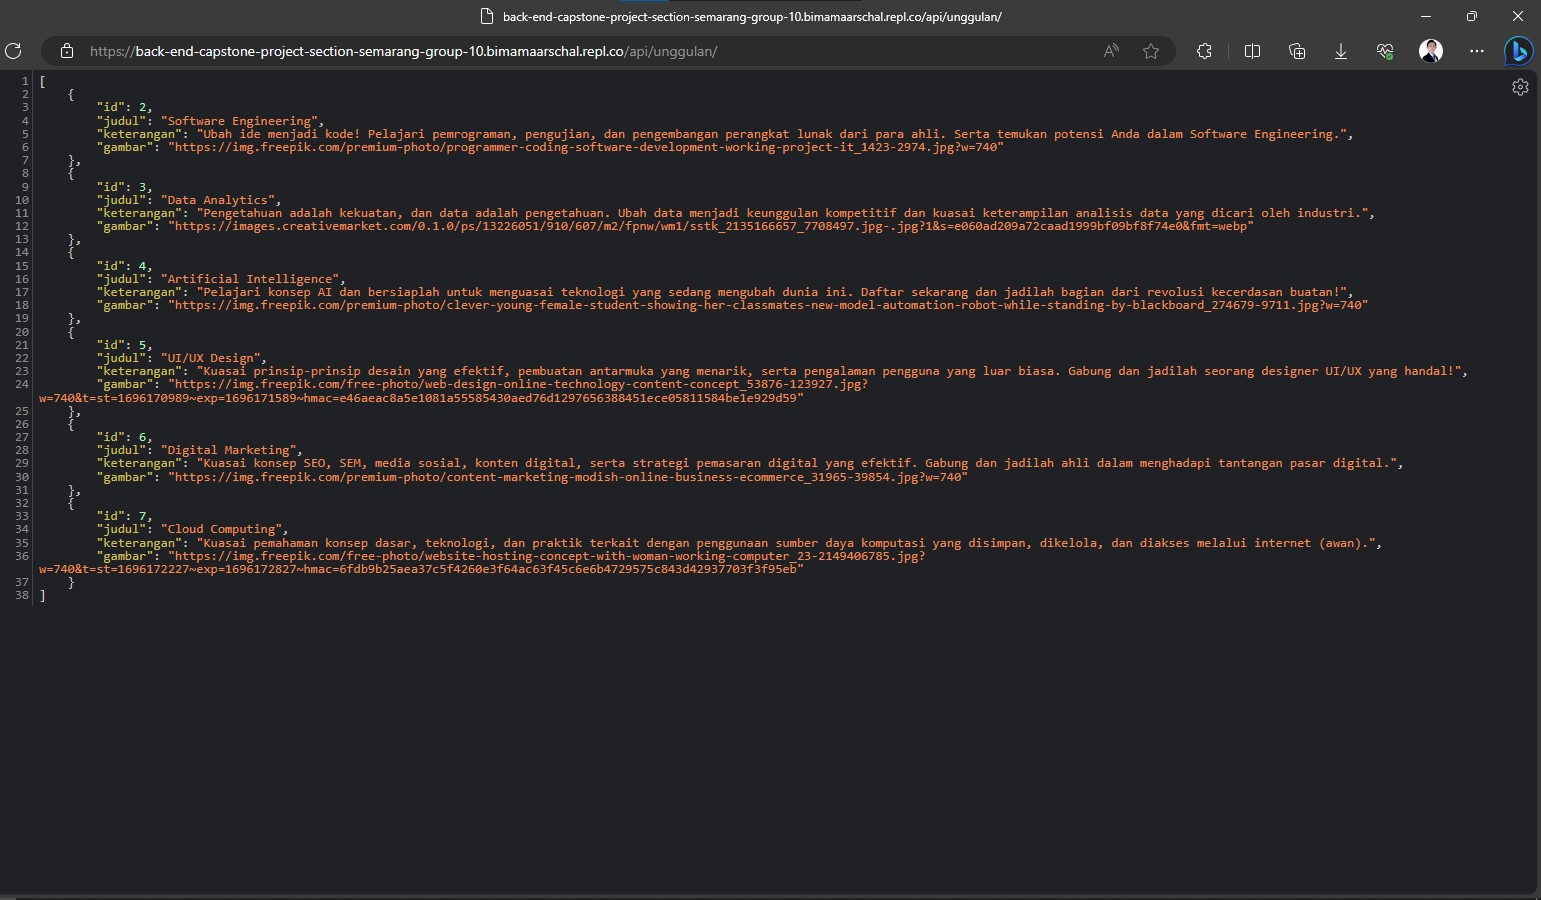 back-end-capstone-project-section-semarang-group-10.bimamaarschal.repl.co/api/unggulan/
https://back-end-capstone-project-section-semarang-group-10.bimamaarschal.repl.co/api/unggulan/
1 [
2 {
3 "id": 2,
4 "judul": "Software Engineering",
5 "keterangan": "Ubah ide menjadi kode! Pelajari pemrograman, pengujian, dan pengembangan perangkat lunak dari para ahli. Serta temukan potensi Anda dalam Software Engineering.",
6 "gambar": "https://img.freepik.com/premium-photo/programmer-coding-software-development-working-project-it_1423-2974.jpg?w=740"
7 },
8 {
9 "id": 3,
10 "judul": "Data Analytics",
11 "keterangan": "Pengetahuan adalah kekuatan, dan data adalah pengetahuan. Ubah data menjadi keunggulan kompetitif dan kuasai keterampilan analisis data yang dicari oleh industri.",
12 "gambar": "https://images.creativemarket.com/0.1.0/ps/13226051/910/607/m2/fpnw/wm1/sstk_2135166657_7708497.jpg-.jpg?1&s=e060ad209a72caad1999bf09bf8f74e0&fmt=webp"
13 },
14 {
15 "id": 4,
16 "judul": "Artificial Intelligence",
17 "keterangan": "Pelajari konsep AI dan bersiaplah untuk menguasai teknologi yang sedang mengubah dunia ini. Daftar sekarang dan jadilah bagian dari revolusi kecerdasan buatan!",
18 "gambar": "https://img.freepik.com/premium-photo/clever-young-female-student-showing-her-classmates-new-model-automation-robot-while-standing-by-blackboard_274679-9711.jpg?w=740"
19 },
20 {
21 "id": 5,
22 "judul": "UI/UX Design",
23 "keterangan": "Kuasai prinsip-prinsip desain yang efektif, pembuatan antarmuka yang menarik, serta pengalaman pengguna yang luar biasa. Gabung dan jadilah seorang designer UI/UX yang handal!",
24 "gambar": "https://img.freepik.com/free-photo/web-design-online-technology-content-concept_53876-123927.jpg?
w=740&t=st=1696170989~exp=1696171589~hmac=e46aeac8a5e1081a55585430aed76d1297656388451ece05811584be1e929d59"
25 },
26 {
27 "id": 6,
28 "judul": "Digital Marketing",
29 "keterangan": "Kuasai konsep SEO, SEM, media sosial, konten digital, serta strategi pemasaran digital yang efektif. Gabung dan jadilah ahli dalam menghadapi tantangan pasar digital.",
30 "gambar": "https://img.freepik.com/premium-photo/content-marketing-modish-online-business-ecommerce_31965-39854.jpg?w=740"
31 },
32 {
33 "id": 7,
34 "judul": "Cloud Computing",
35 "keterangan": "Kuasai pemahaman konsep dasar, teknologi, dan praktik terkait dengan penggunaan sumber daya komputasi yang disimpan, dikelola, dan diakses melalui internet (awan).",
36 "gambar": "https://img.freepik.com/free-photo/website-hosting-concept-with-woman-working-computer_23-2149406785.jpg?
w=740&t=st=1696172227~exp=1696172827~hmac=6fdb9b25aea37c5f4260e3f64ac63f45c6e6b4729575c843d42937703f3f95eb"
37 }
38 ]